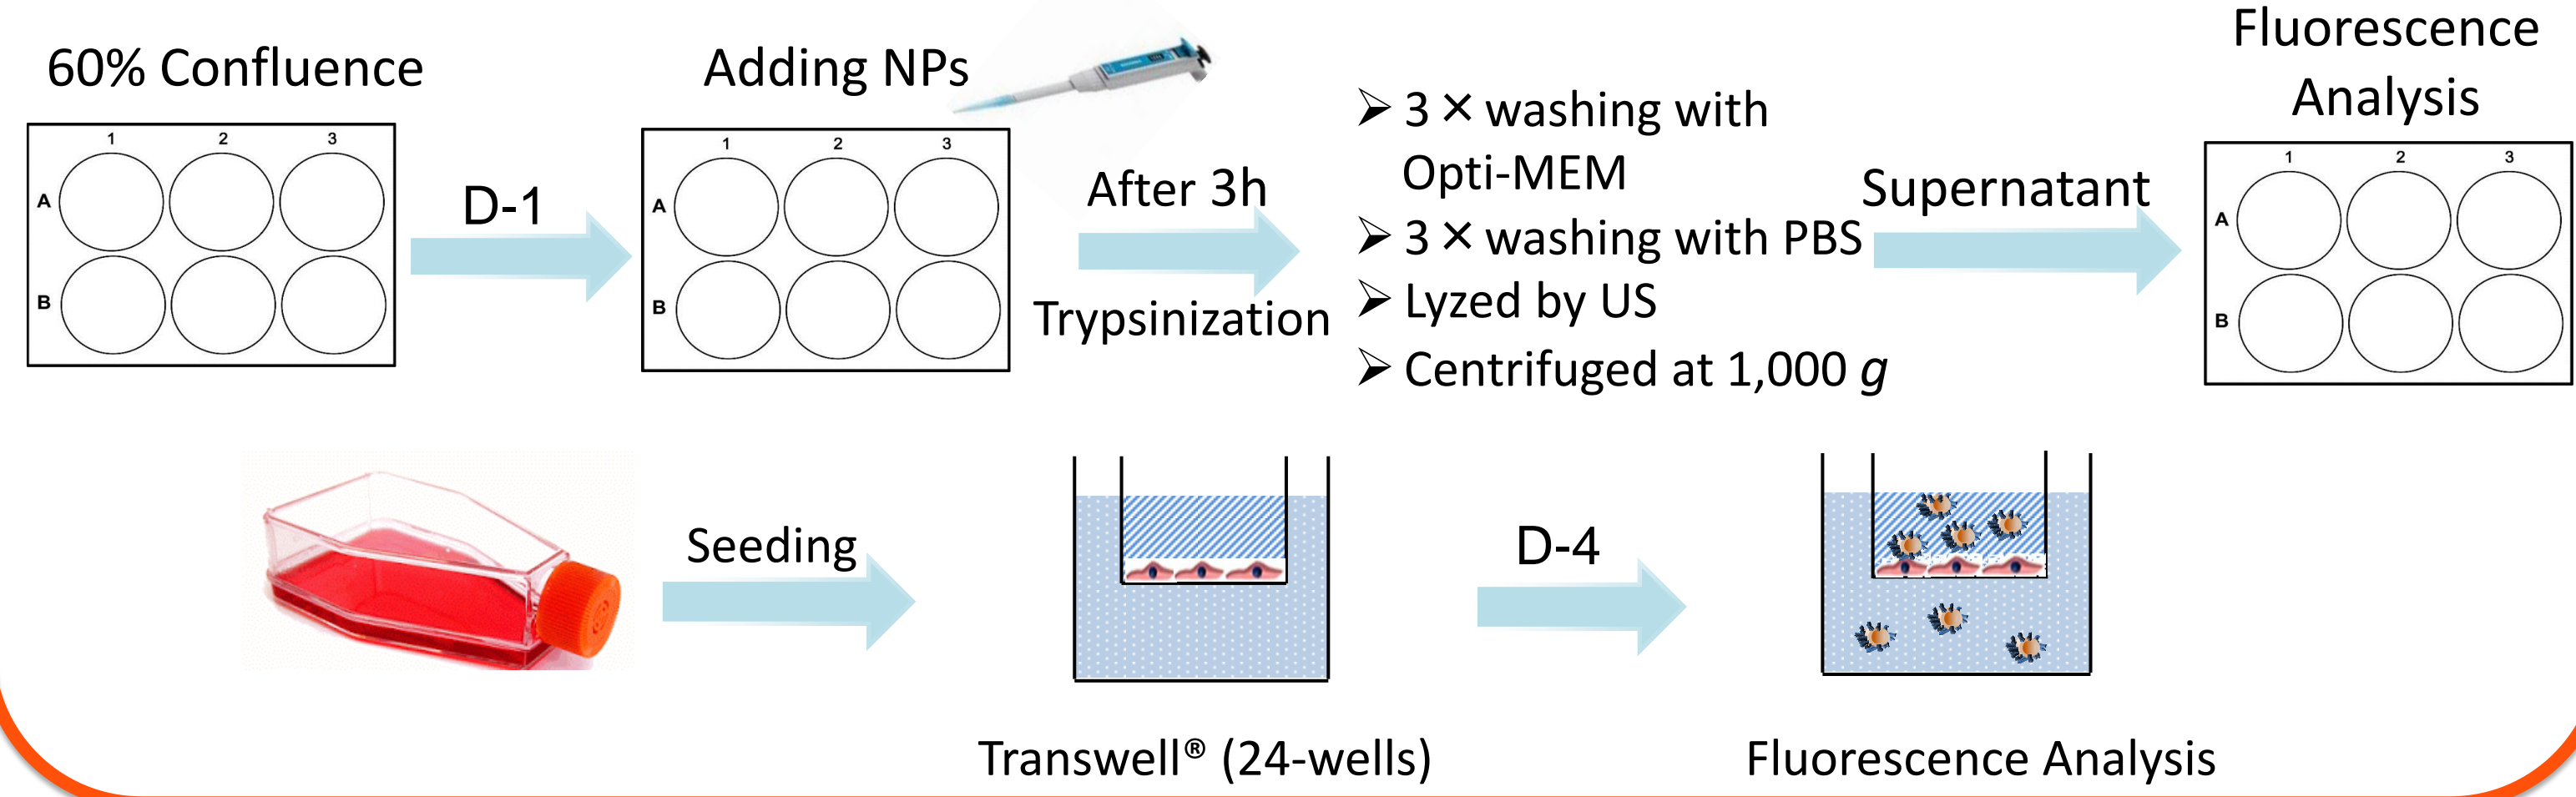 60% Confluence
1 2 3
A
B
D-1
Adding NPs
1 2 3
A
B
After 3h
Trypsinization
➢ 3 × washing with
Opti-MEM
➢ 3 × washing with PBS
➢ Lyzed by US
➢ Centrifuged at 1,000 g
Supernatant
Fluorescence
Analysis
1 2 3
A
B
Seeding
D-4
Transwell® (24-wells)
Fluorescence Analysis